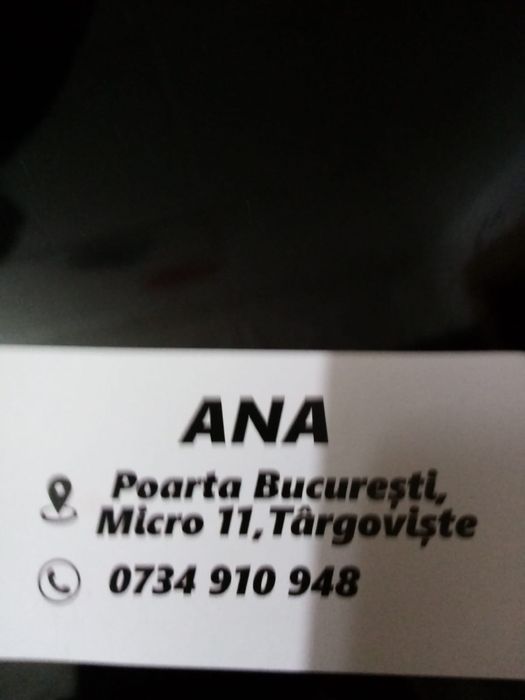 ANA
Poarta București,
Micro 11, Târgoviște
0734 910 948